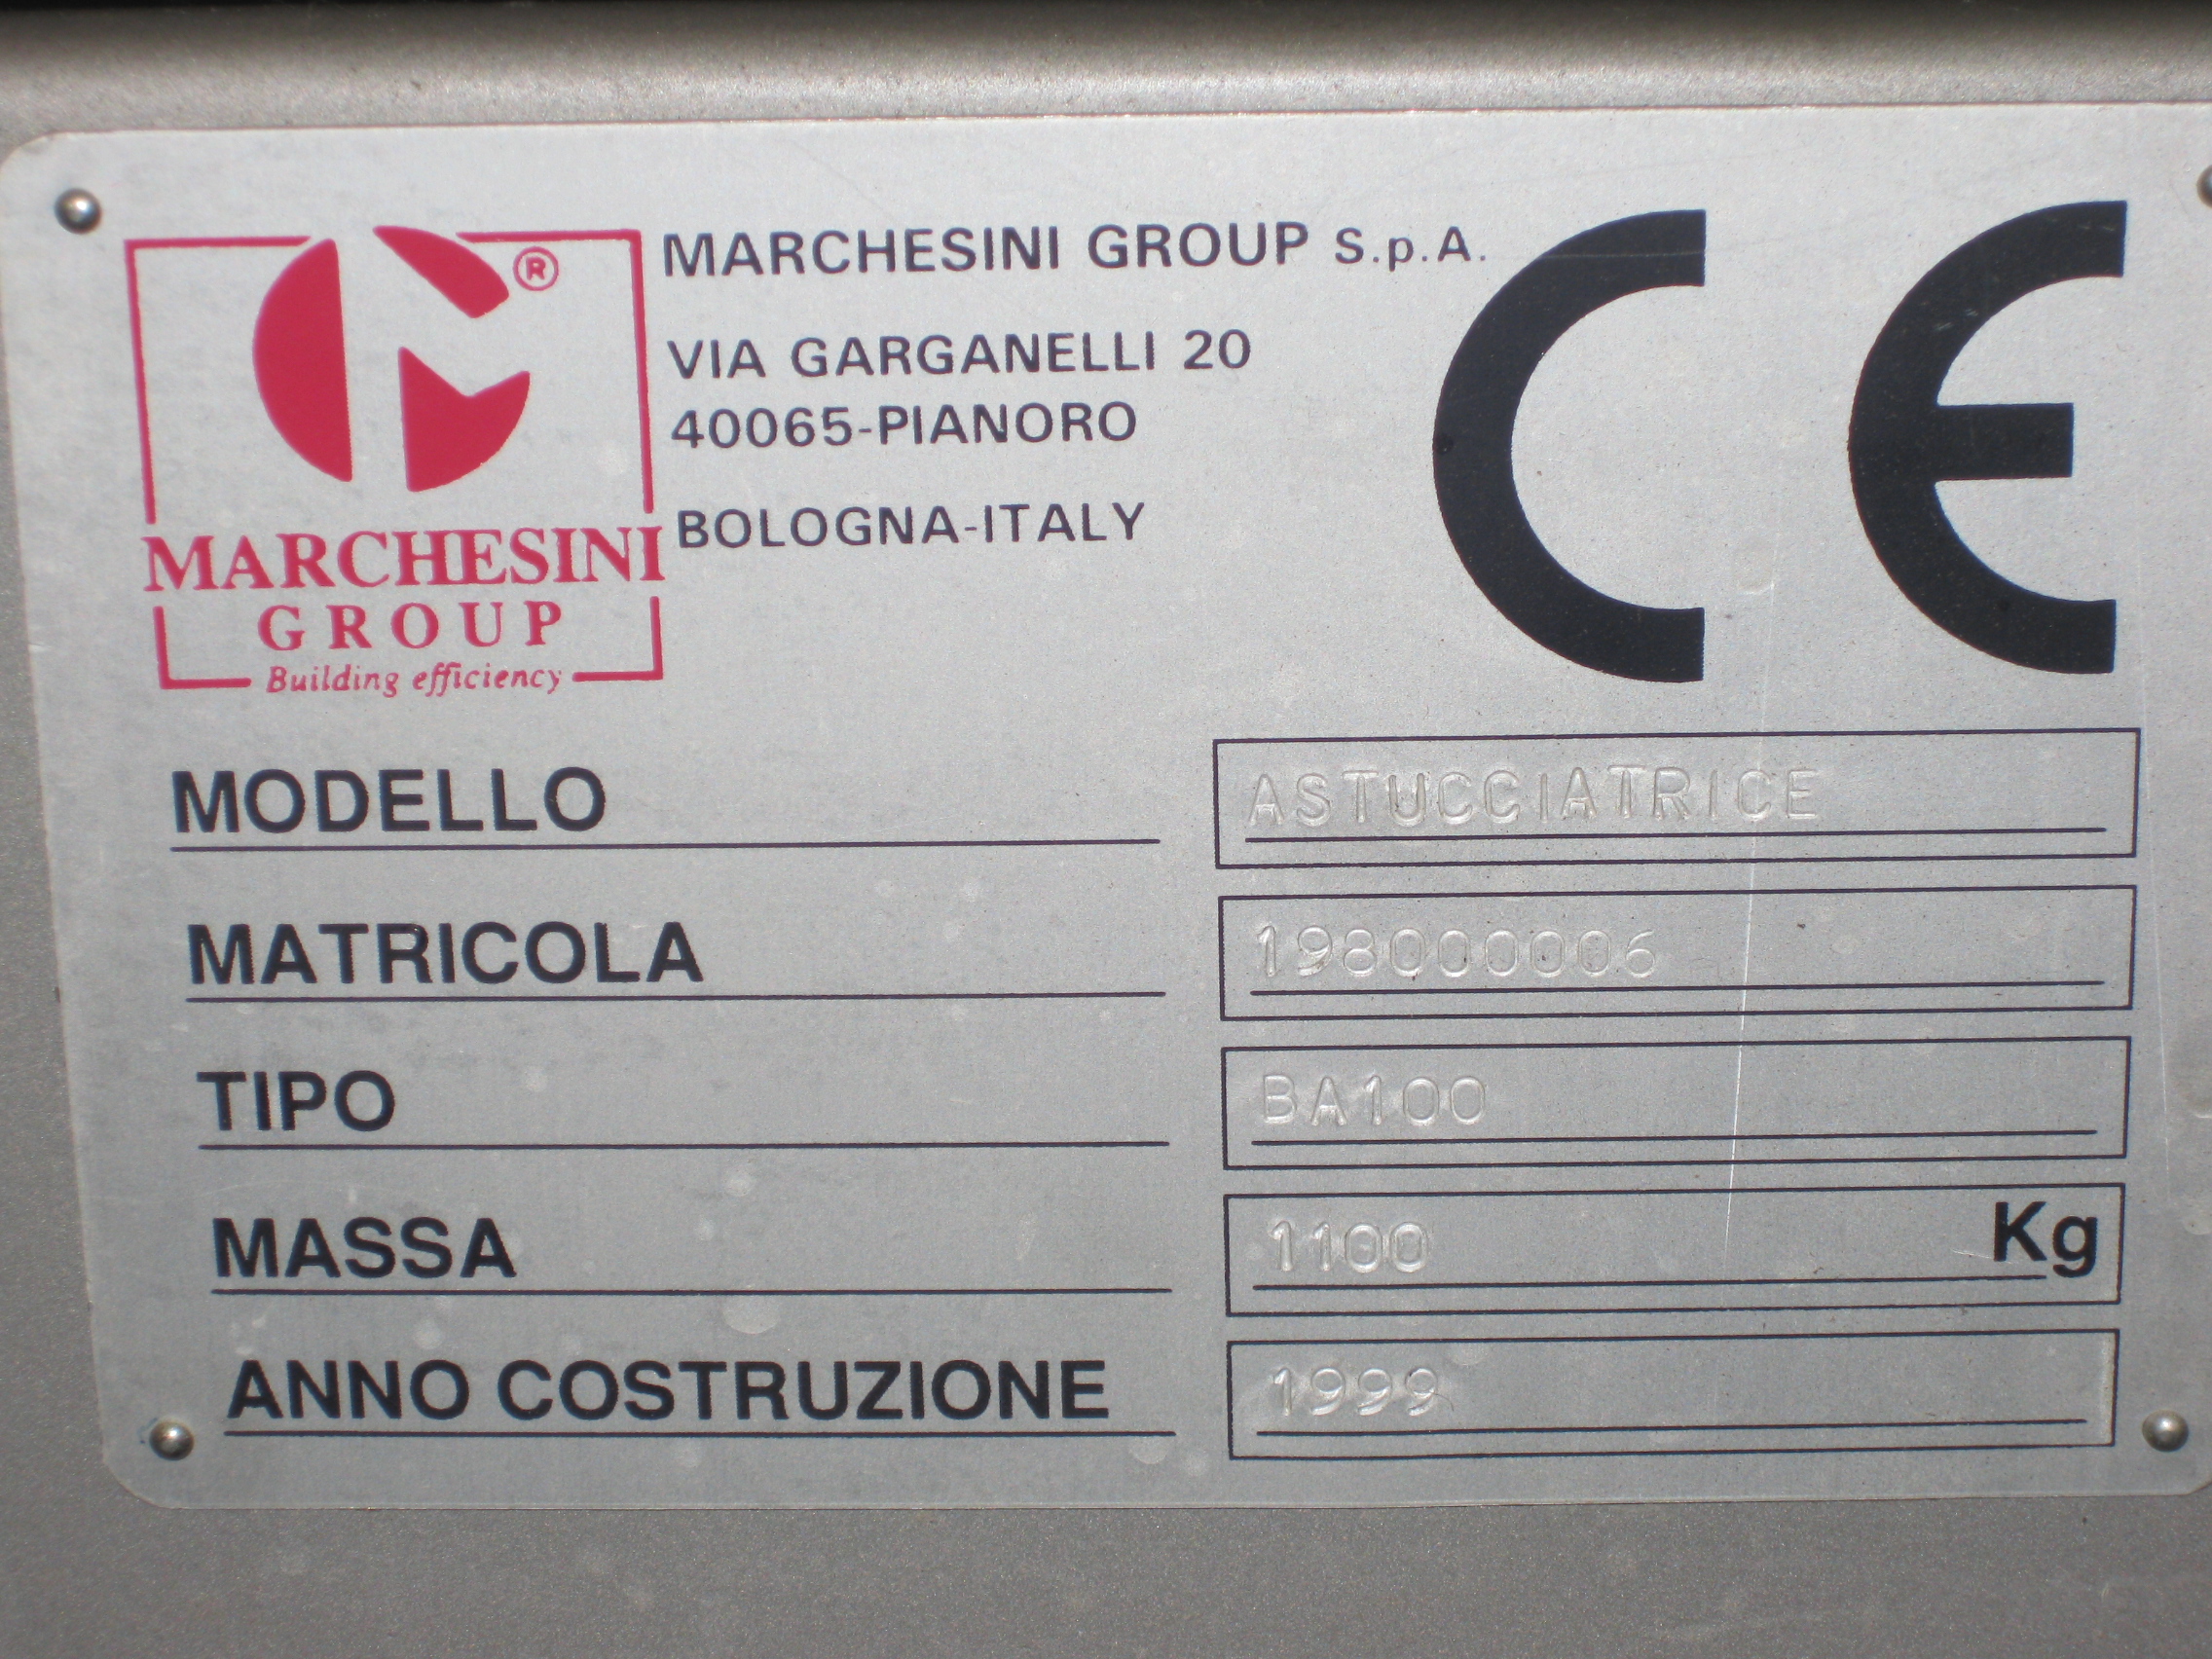 MARCHESINI GROUP S.p.A.
VIA GARGANELLI 20
40065-PIANORO
BOLOGNA-ITALY
®
MARCHESINI
GROUP
Building efficiency
CE
MODELLO ASTUCCIATRICE
MATRICOLA 198000006
TIPO BA100
MASSA 1100 Kg
ANNO COSTRUZIONE 1999